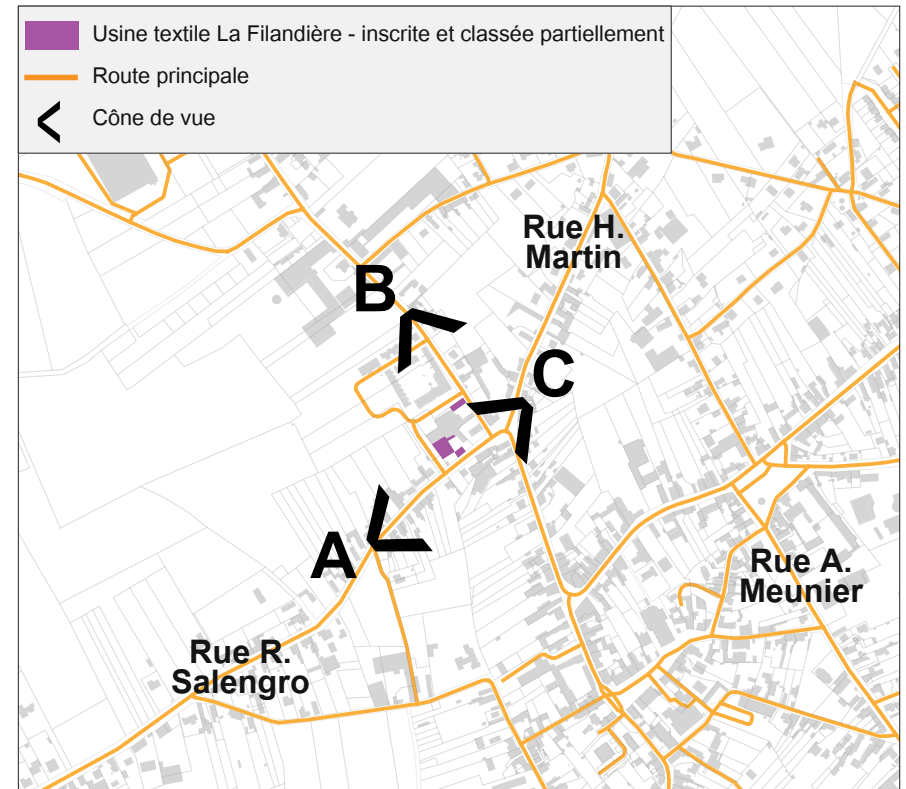 Usine textile La Filandière - inscrite et classée partiellement
Route principale
Cône de vue
Rue H.
Martin
B
C
A
Rue A.
Meunier
Rue R.
Salengro